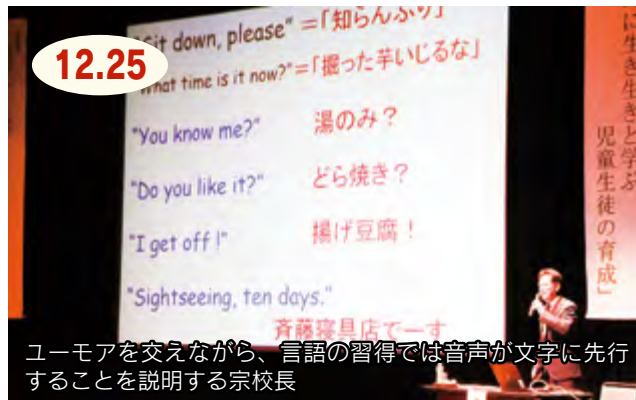 12.25
Sit down, please" =「知らんぷり」
What time is it now?"=「掘った芋いじるな」
"You know me?" 湯のみ？
"Do you like it?" どら焼き？
"I get off !" 揚げ豆腐！
"Sightseeing, ten days."
斉藤寝具店でーす
に生き生きと学ぶ
児童生徒の育成」
ユーモアを交えながら、言語の習得では音声が文字に先行
することを説明する宗校長